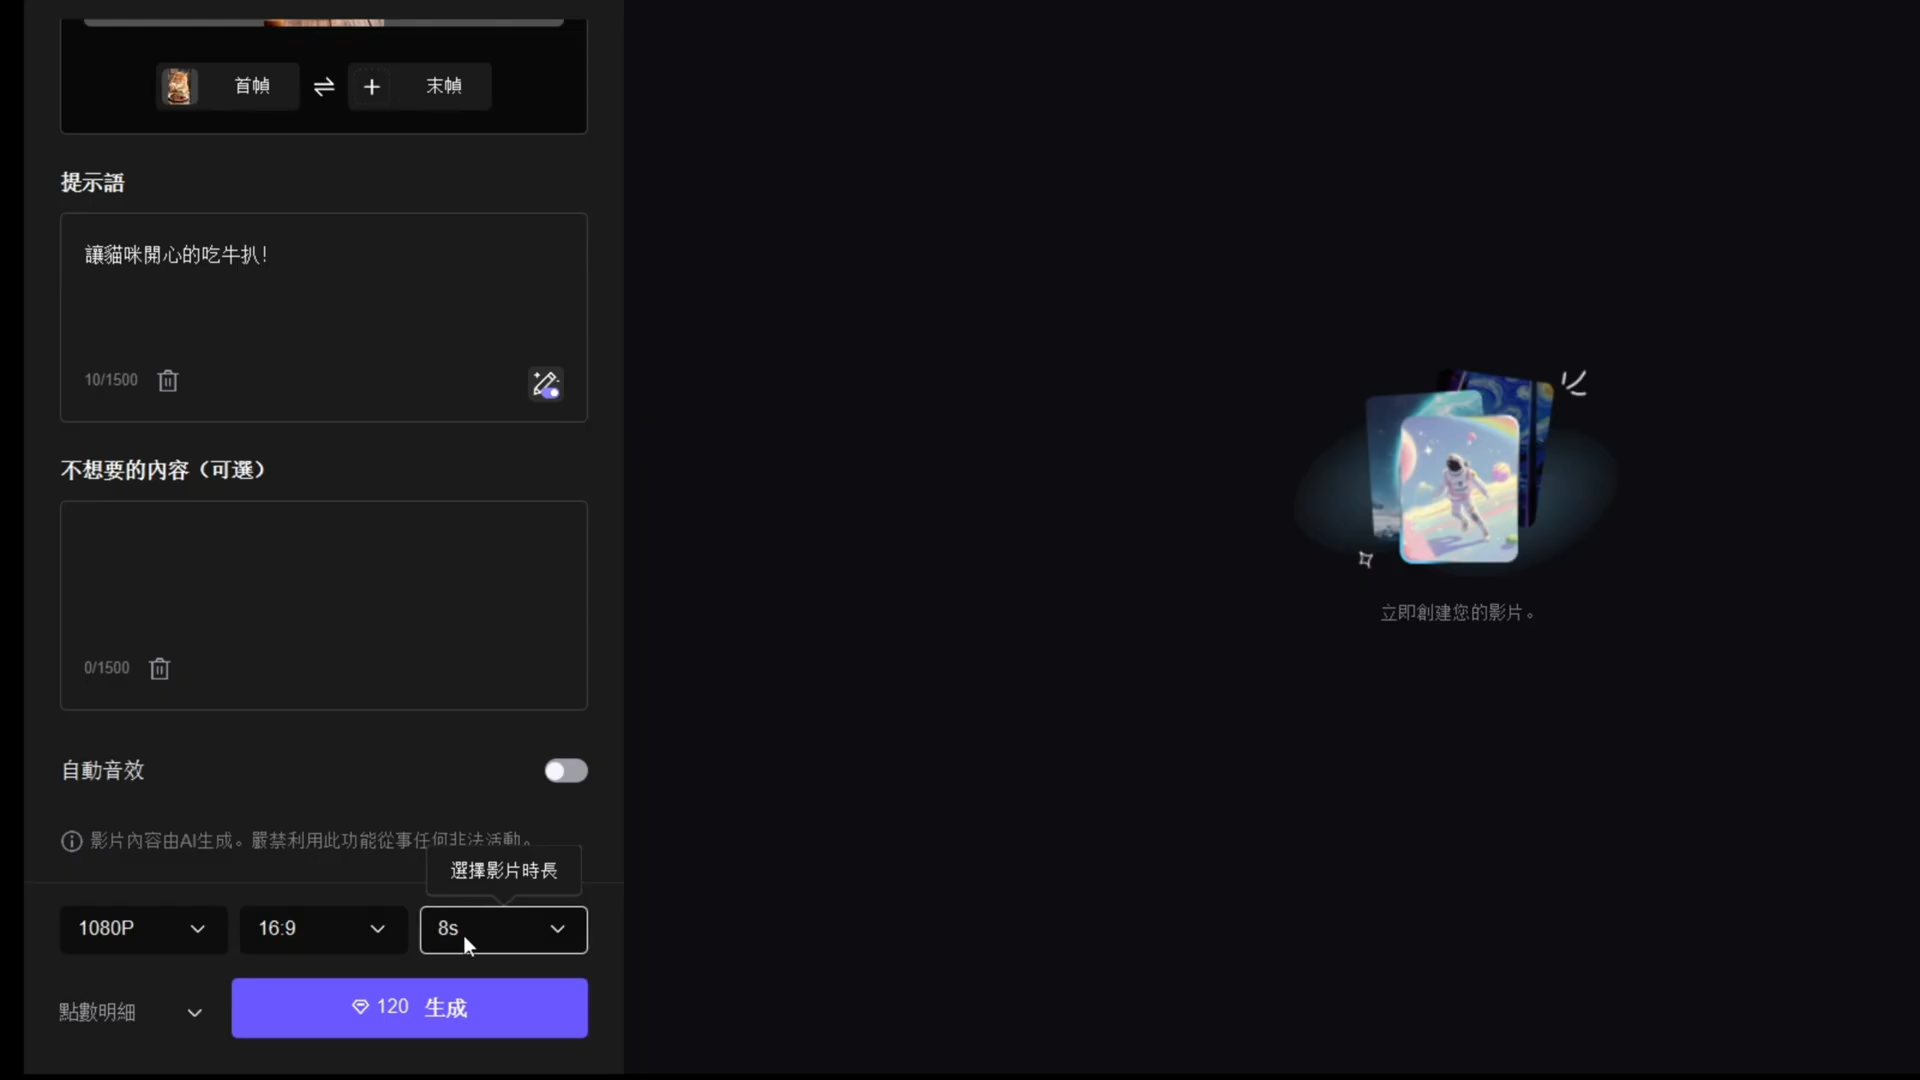 首幀
末幀
提示語
讓貓咪開心的吃牛扒!
10/1500
不想要的內容（可選）
0/1500
自動音效
影片內容由AI生成。嚴禁利用此功能從事任何非法活動。
選擇影片時長
1080P
16:9
8s
點數明細
120 生成
立即創建您的影片。